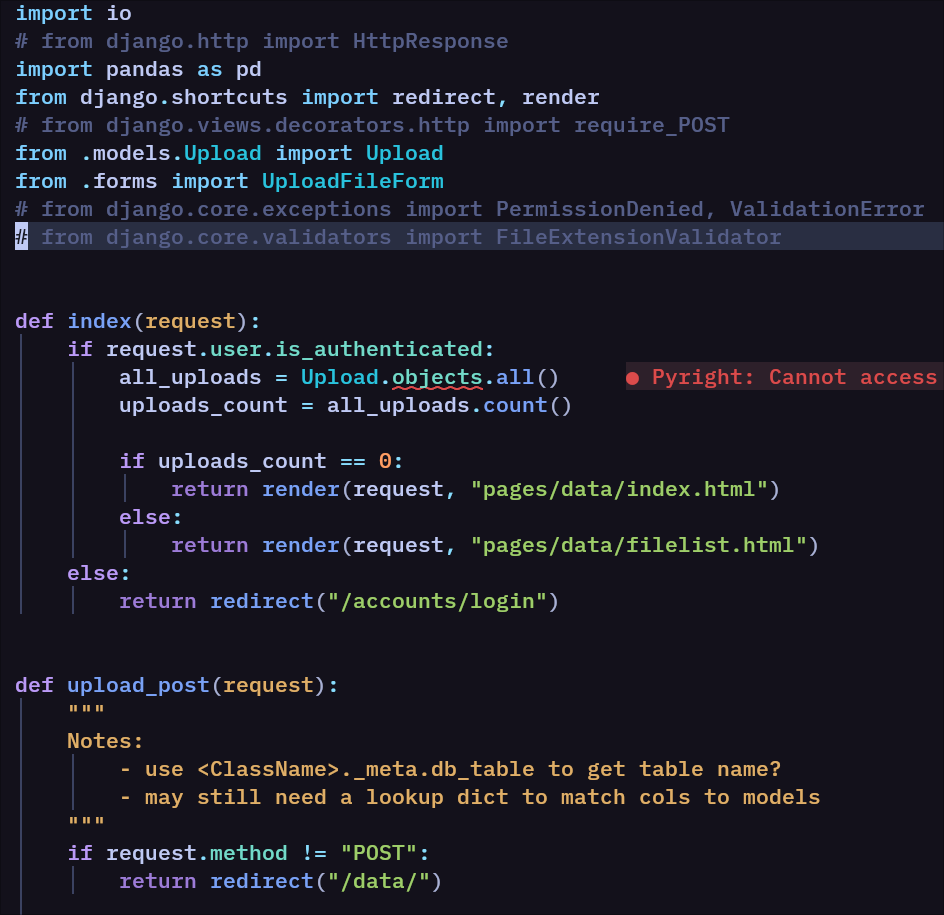 import io
# from django.http import HttpResponse
import pandas as pd
from django.shortcuts import redirect, render
# from django.views.decorators.http import require_POST
from .models.Upload import Upload
from .forms import UploadFileForm
# from django.core.exceptions import PermissionDenied, ValidationError
# from django.core.validators import FileExtensionValidator
def index(request):
    if request.user.is_authenticated:
        all_uploads = Upload.objects.all()     ● Pyright: Cannot access
        uploads_count = all_uploads.count()
        if uploads_count == 0:
            return render(request, "pages/data/index.html")
        else:
            return render(request, "pages/data/filelist.html")
    else:
        return redirect("/accounts/login")
def upload_post(request):
    """
    Notes:
        - use <ClassName>._meta.db_table to get table name?
        - may still need a lookup dict to match cols to models
    """
    if request.method != "POST":
        return redirect("/data/")